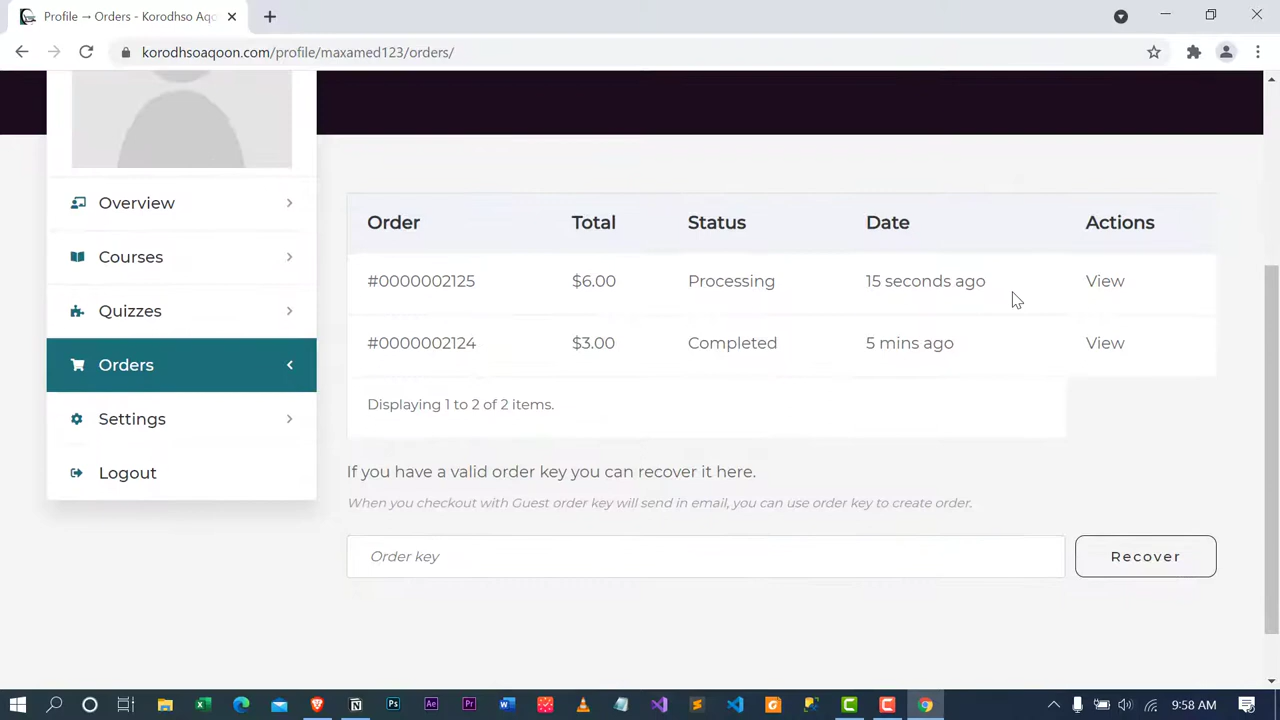 Profile → Orders - Korodhso Aqo
korodhsoaqoon.com/profile/maxamed123/orders/
Overview
Courses
Quizzes
Orders
Settings
Logout
Order Total Status Date Actions
#0000002125 $6.00 Processing 15 seconds ago View
#0000002124 $3.00 Completed 5 mins ago View
Displaying 1 to 2 of 2 items.
If you have a valid order key you can recover it here.
When you checkout with Guest order key will send in email, you can use order key to create order.
Order key Recover
Ps Ae Pr
9:58 AM